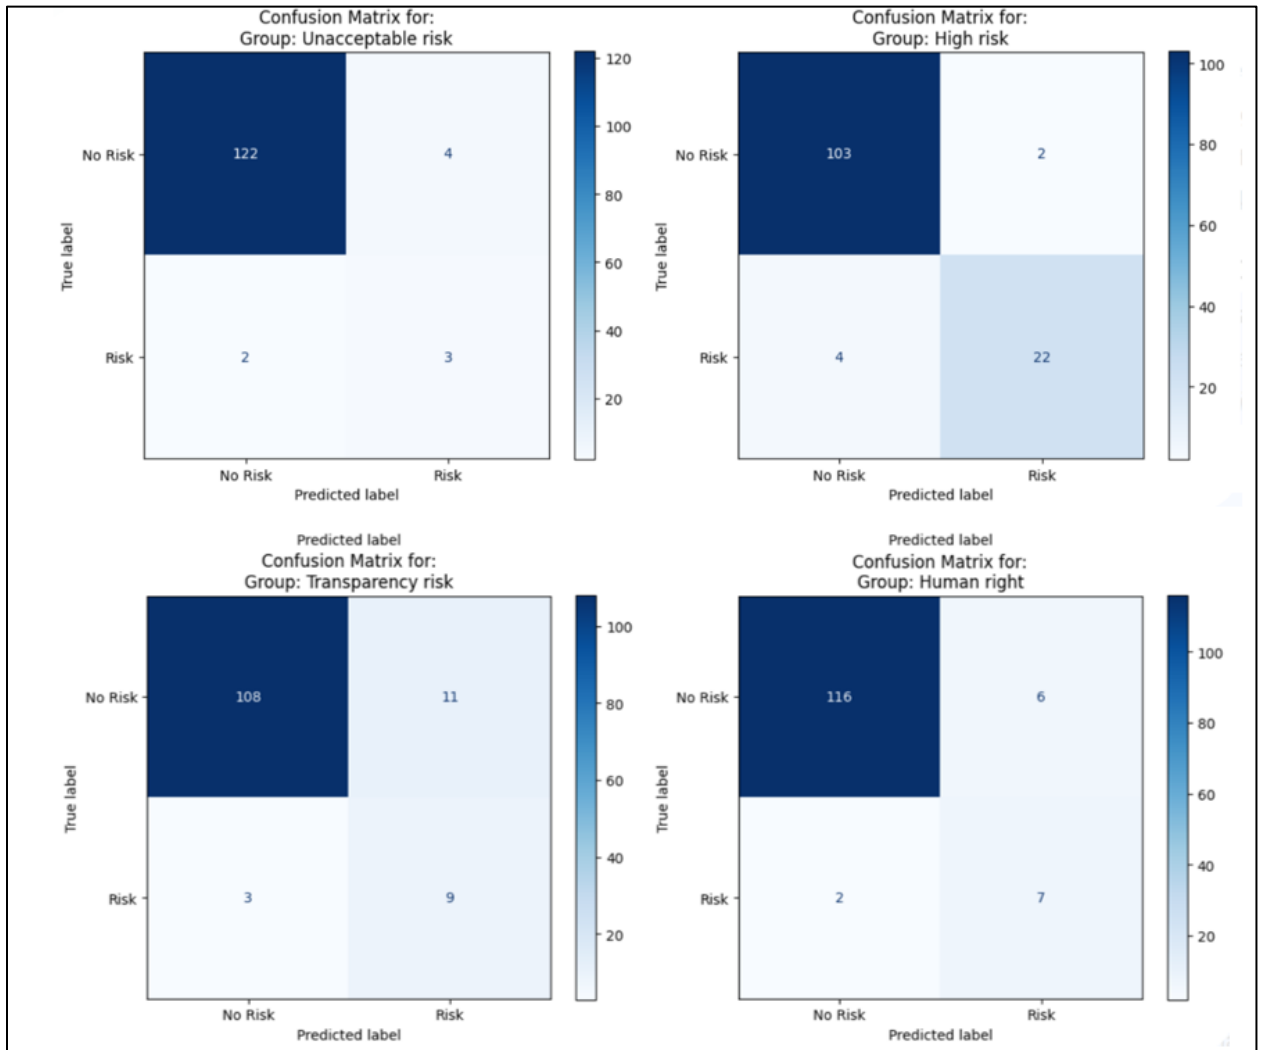 Confusion Matrix for:
Group: Unacceptable risk
120
100
80
60
40
20
No Risk
Risk
True label
122
4
2
3
No Risk
Risk
Predicted label
Confusion Matrix for:
Group: High risk
100
80
60
40
20
No Risk
Risk
True label
103
2
4
22
No Risk
Risk
Predicted label
Predicted label
Confusion Matrix for:
Group: Transparency risk
100
80
60
40
20
No Risk
Risk
True label
108
11
3
9
No Risk
Risk
Predicted label
Predicted label
Confusion Matrix for:
Group: Human right
100
80
60
40
20
No Risk
Risk
True label
116
6
2
7
No Risk
Risk
Predicted label